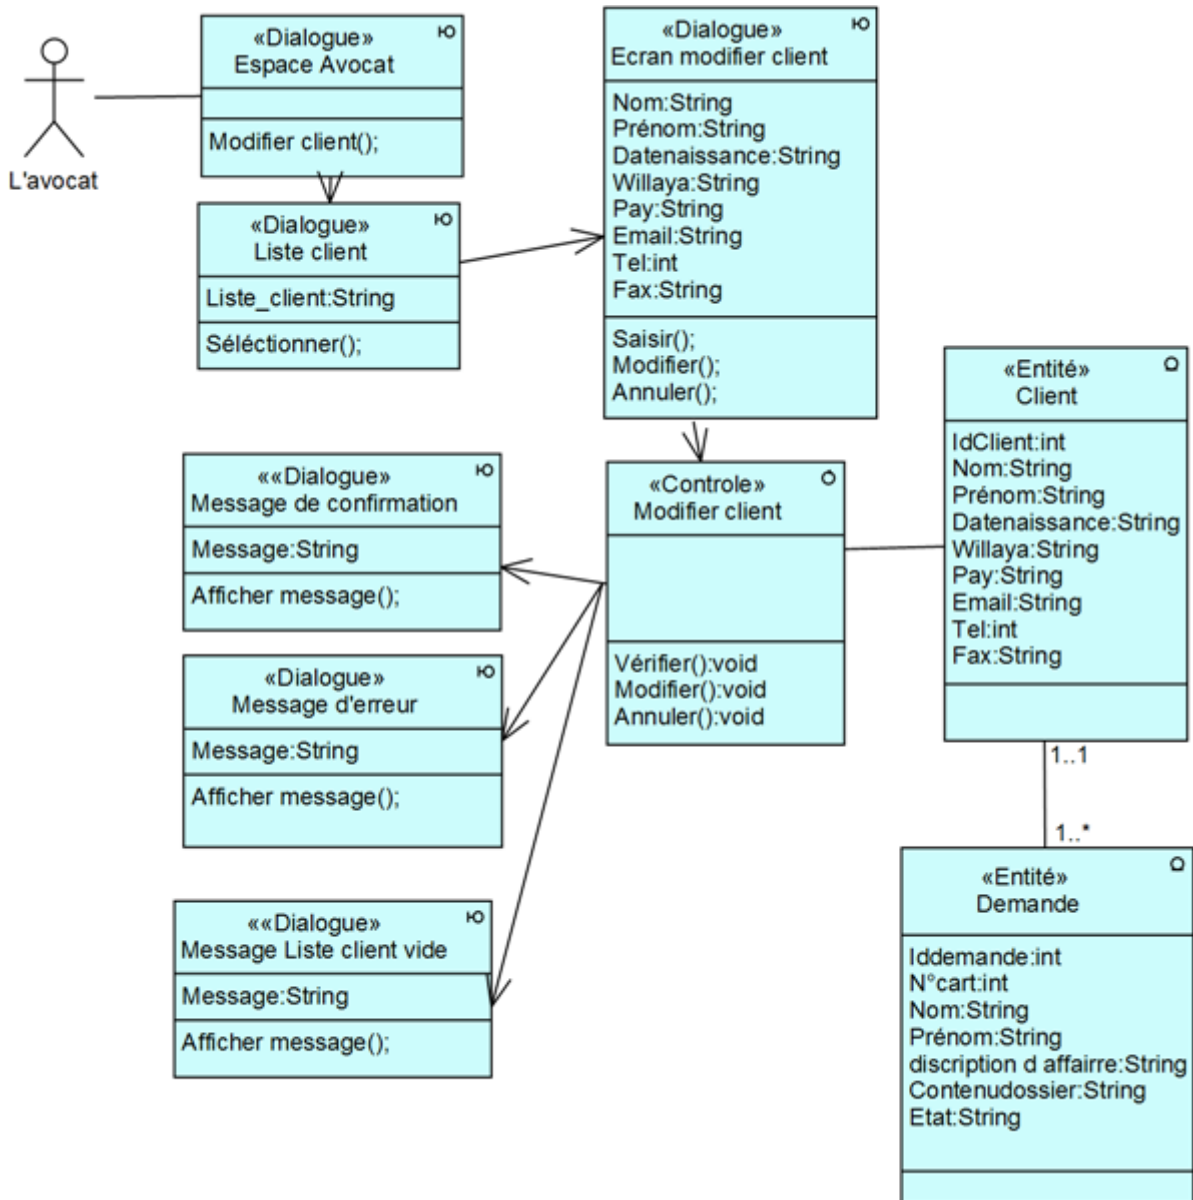 L'avocat
«Dialogue»
Espace Avocat
Modifier client();
«Dialogue»
Liste client
Liste_client:String
Séléctionner();
«Dialogue»
Ecran modifier client
Nom:String
Prénom:String
Datenaissance:String
Willaya:String
Pay:String
Email:String
Tel:int
Fax:String
Saisir();
Modifier();
Annuler();
««Dialogue»
Message de confirmation
Message:String
Afficher message();
«Dialogue»
Message d'erreur
Message:String
Afficher message();
««Dialogue»
Message Liste client vide
Message:String
Afficher message();
«Controle»
Modifier client
Vérifier():void
Modifier():void
Annuler():void
«Entité»
Client
IdClient:int
Nom:String
Prénom:String
Datenaissance:String
Willaya:String
Pay:String
Email:String
Tel:int
Fax:String
1..1
1..*
«Entité»
Demande
Iddemande:int
N°cart:int
Nom:String
Prénom:String
discription d affairre:String
Contenudossier:String
Etat:String